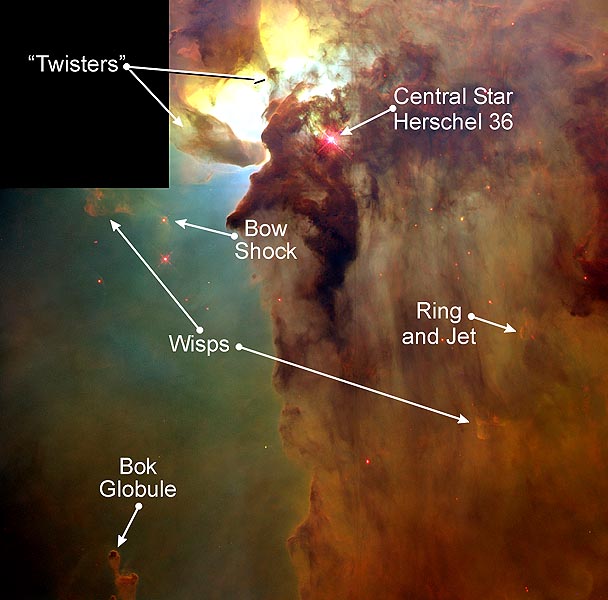 “Twisters”
Central Star
Herschel 36
Bow
Shock
Ring
and Jet
Wisps
Bok
Globule